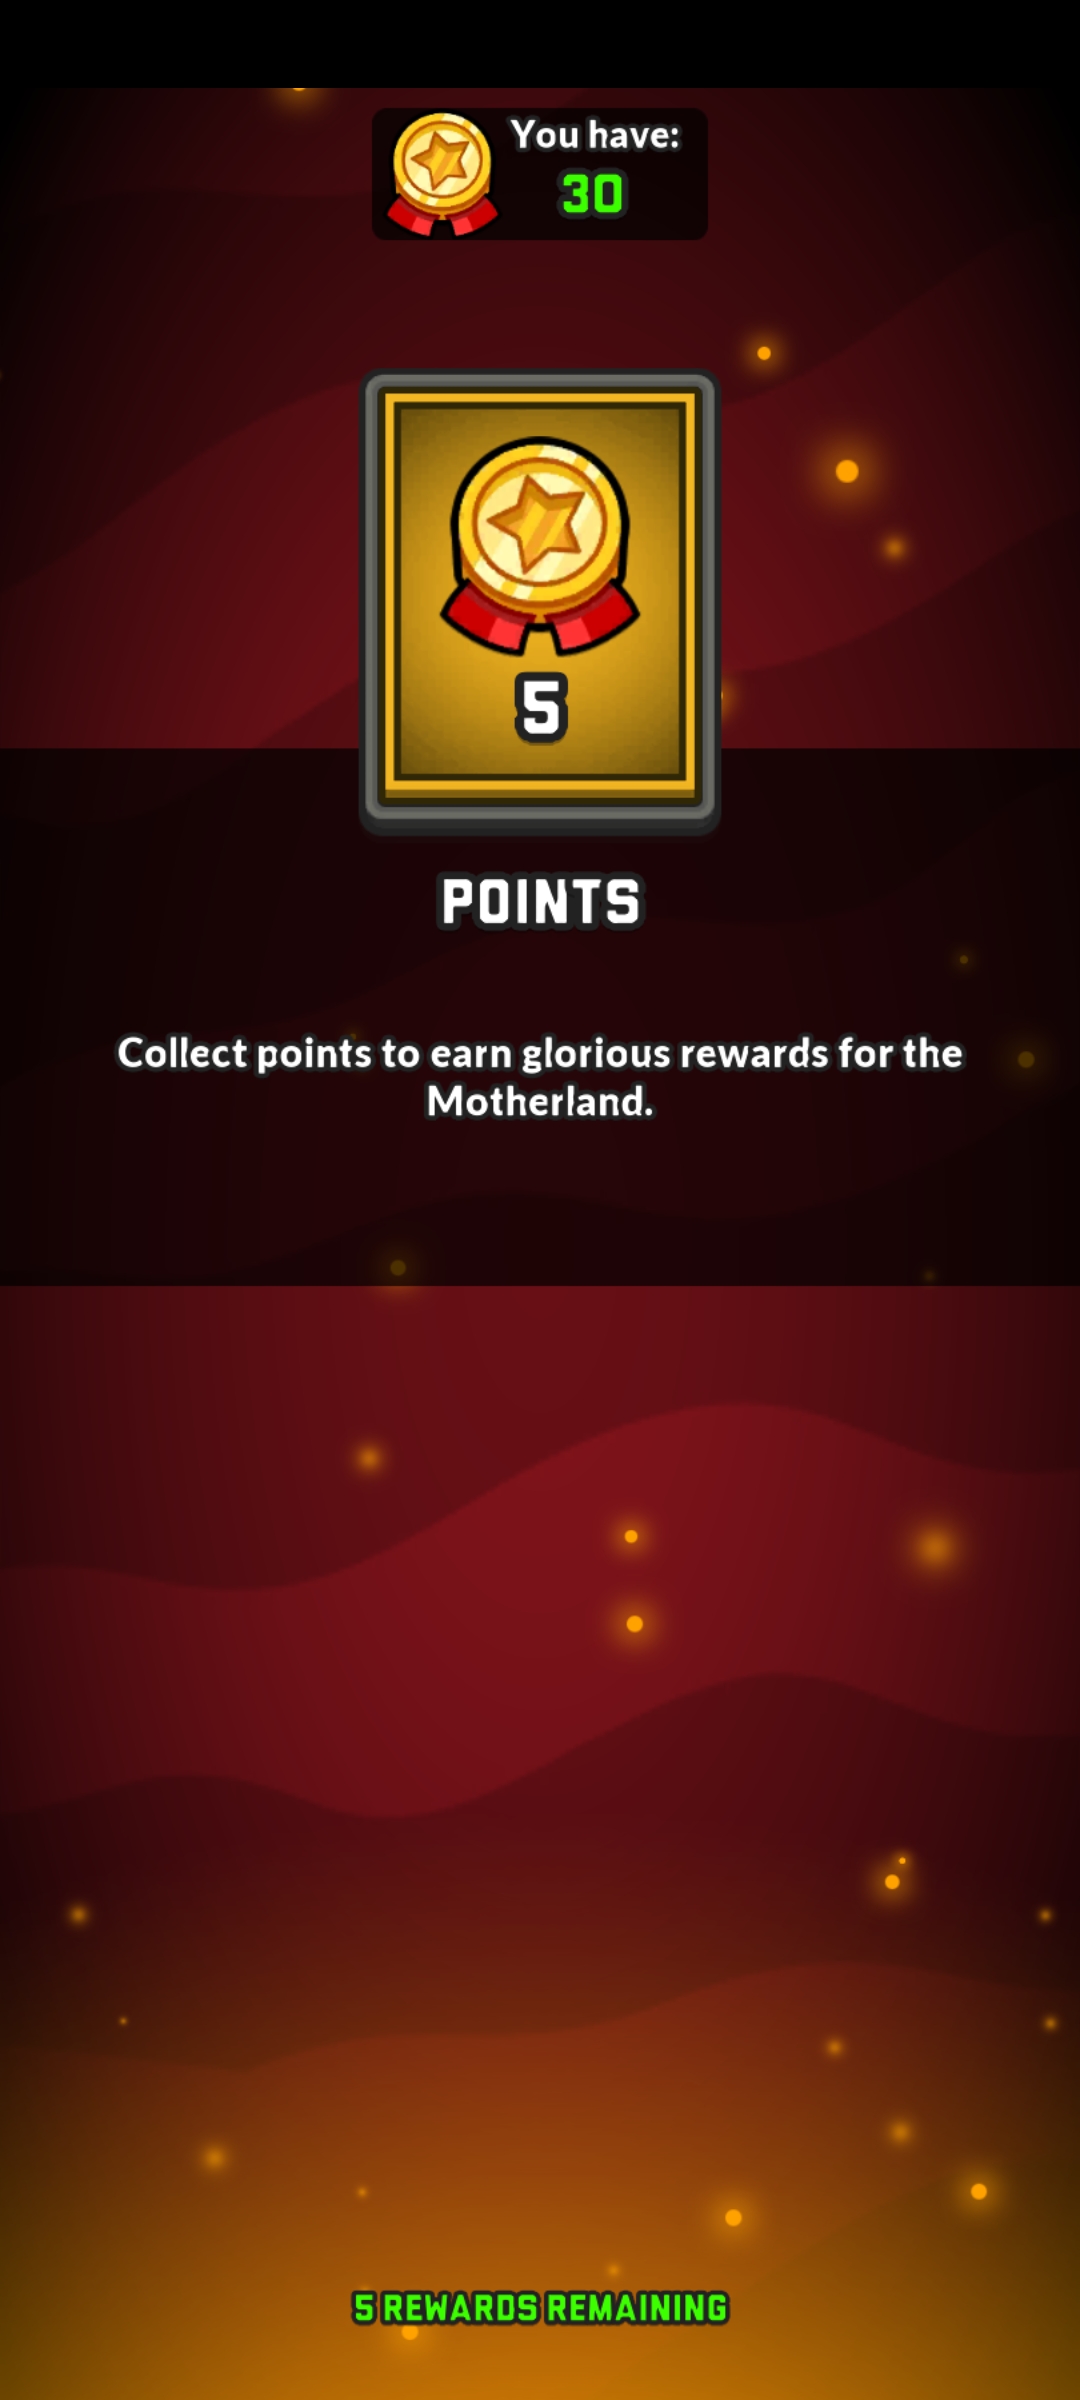 You have:
30
5
POINTS
Collect points to earn glorious rewards for the
Motherland.
5 REWARDS REMAINING